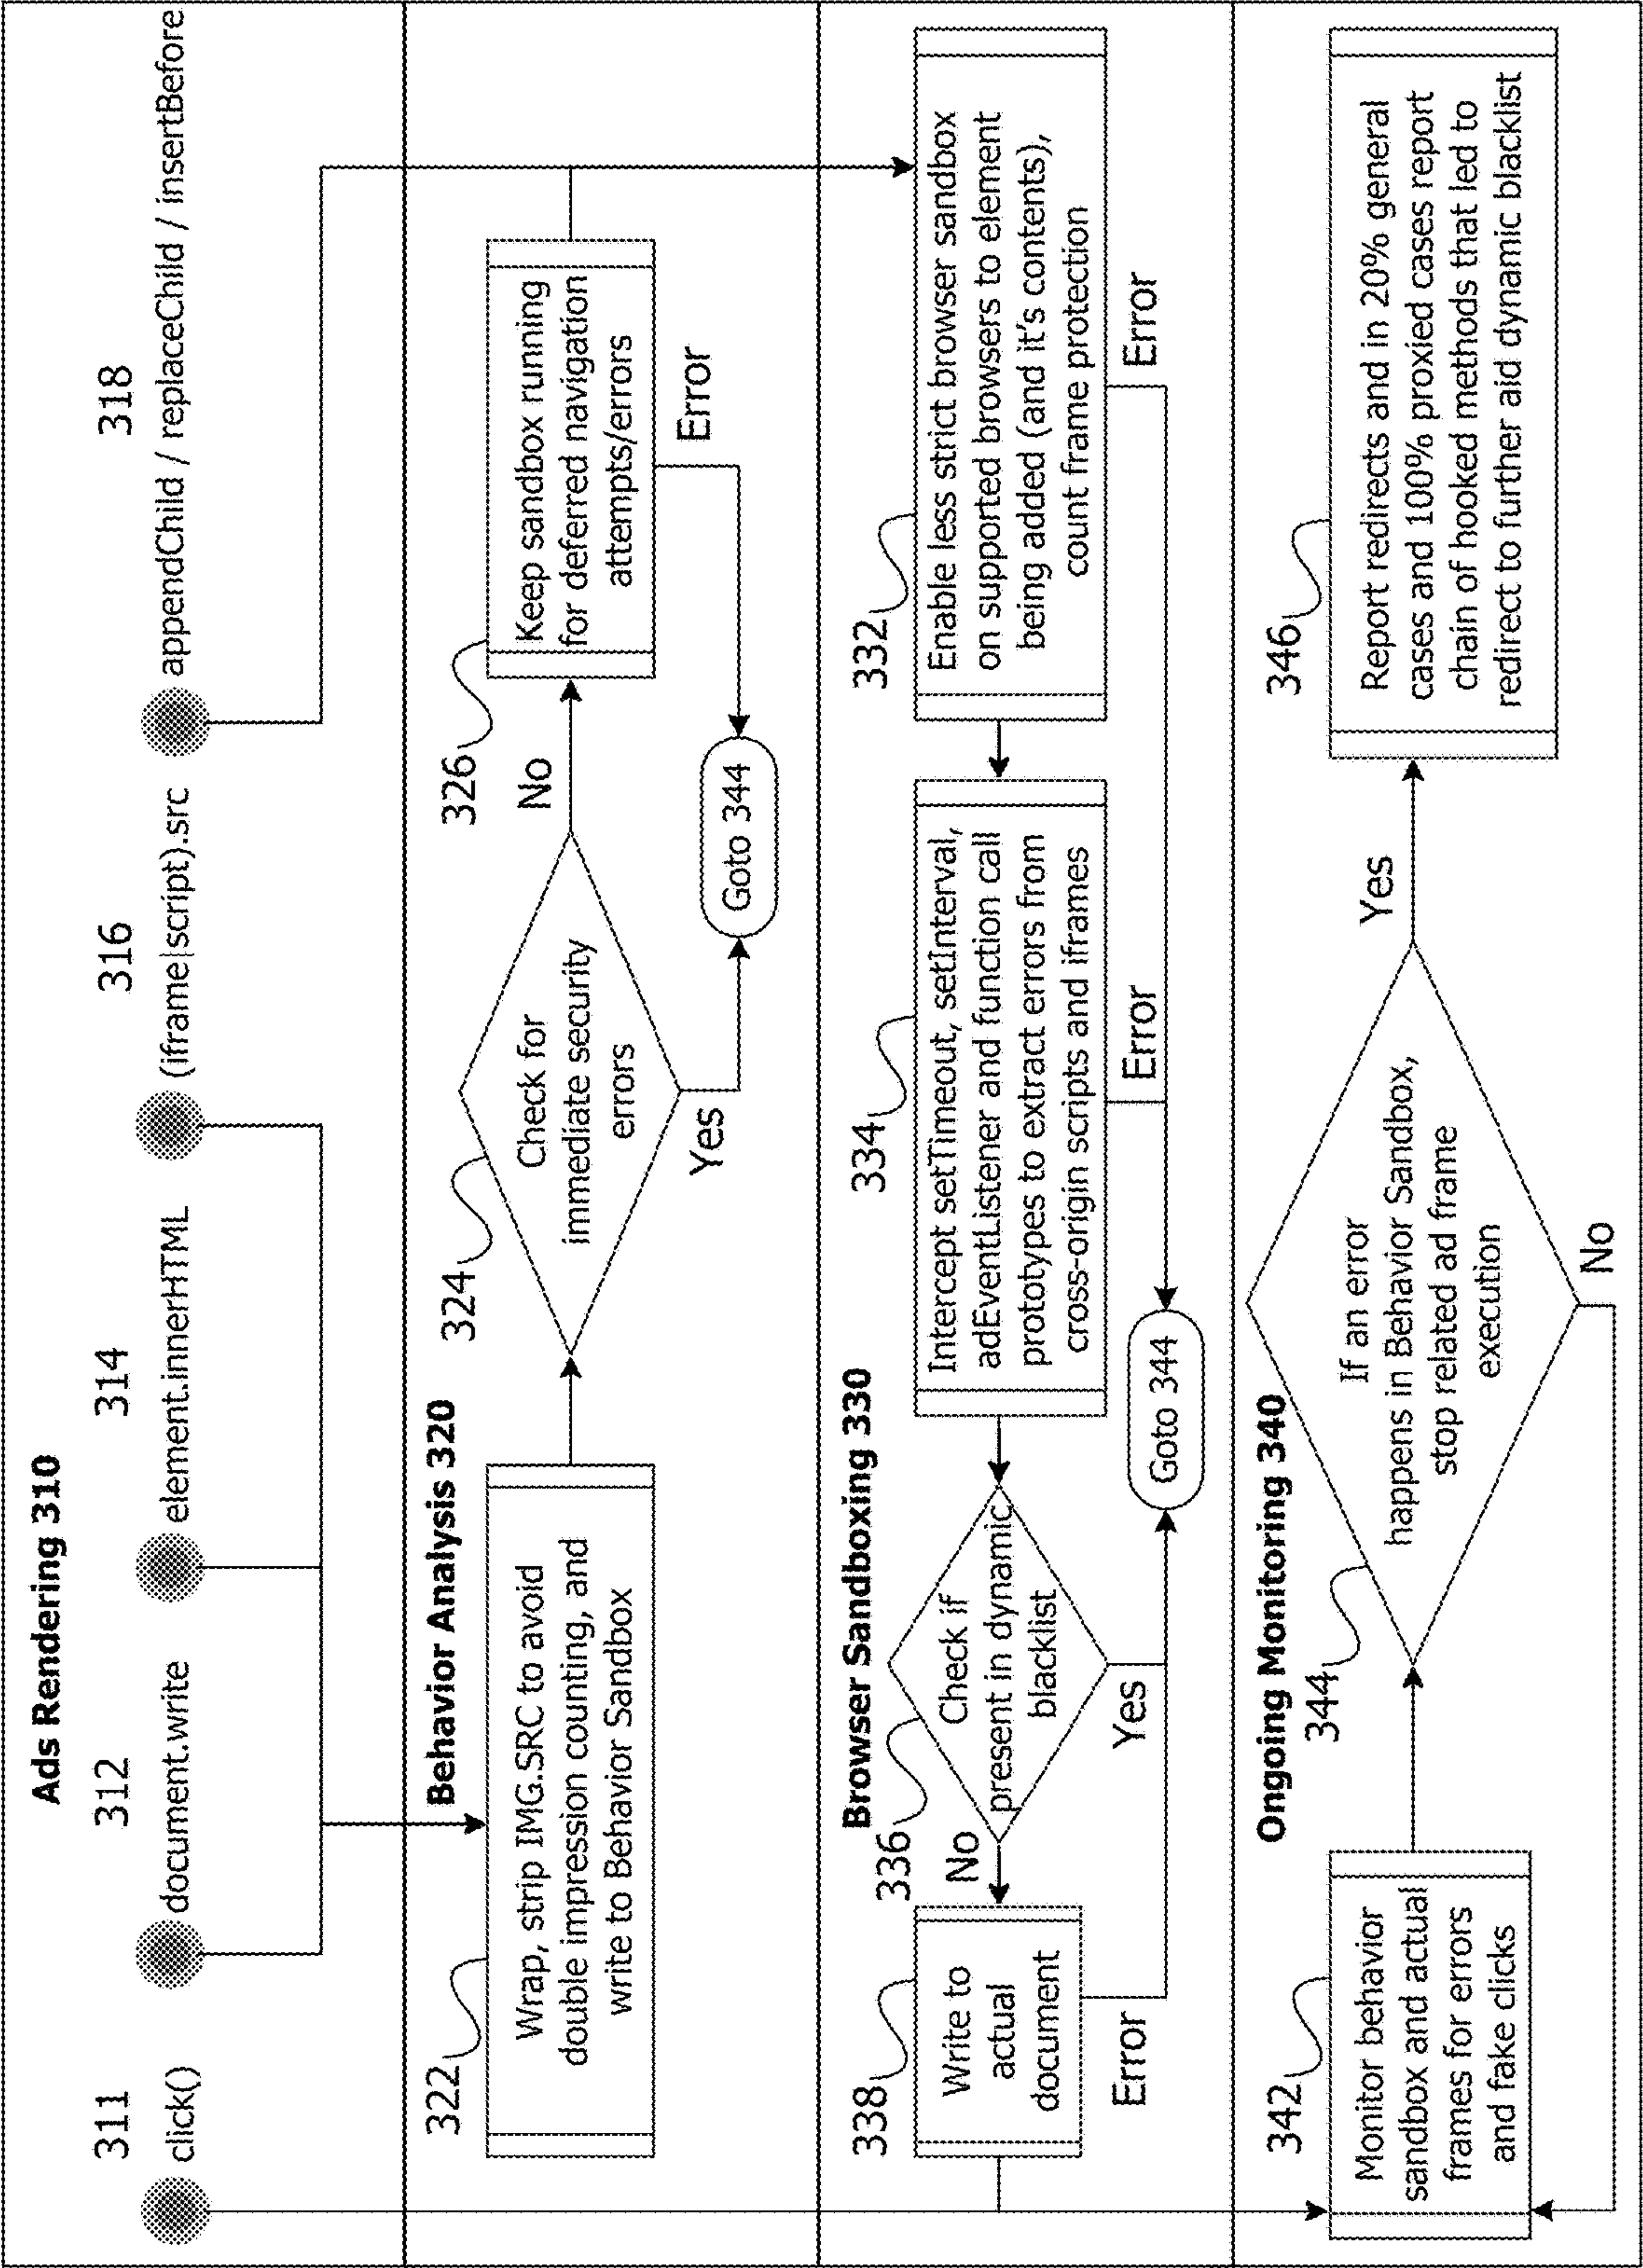 Ads Rendering 310
311
click()
312
document.write
314
element.innerHTML
316
(iframe|script).src
318
appendChild / replaceChild / insertBefore
Behavior Analysis 320
322
Wrap, strip IMG.SRC to avoid
double impression counting, and
write to Behavior Sandbox
324
Check for
immediate security
errors
Yes
No
326
Keep sandbox running
for deferred navigation
attempts/errors
Error
Goto 344
Browser Sandboxing 330
332
Enable less strict browser sandbox
on supported browsers to element
being added (and it's contents),
count frame protection
Error
334
Intercept setTimeout, setInterval,
adEventListener and function call
prototypes to extract errors from
cross-origin scripts and iframes
Error
336
Check if
present in dynamic
blacklist
Yes
No
338
Write to
actual
document
Error
Goto 344
Ongoing Monitoring 340
342
Monitor behavior
sandbox and actual
frames for errors
and fake clicks
344
If an error
happens in Behavior Sandbox,
stop related ad frame
execution
No
Yes
346
Report redirects and in 20% general
cases and 100% proxied cases report
chain of hooked methods that led to
redirect to further aid dynamic blacklist